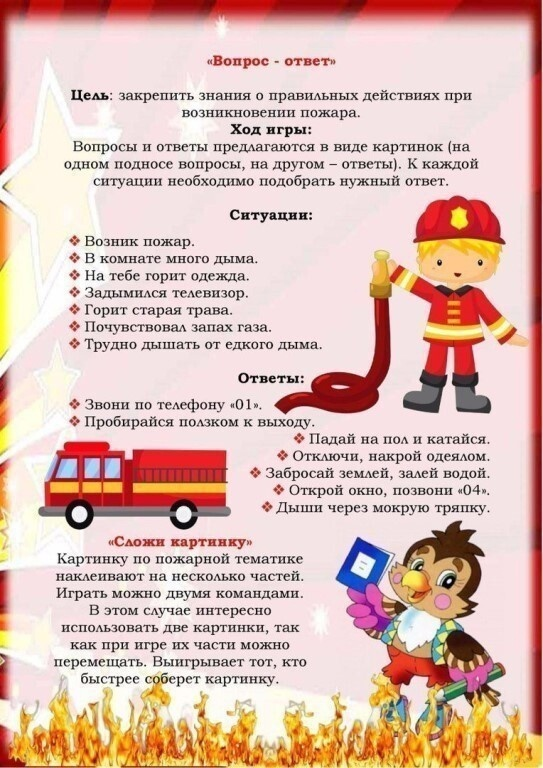 «Вопрос - ответ»
Цель: закрепить знания о правильных действиях при
возникновении пожара.
Ход игры:
Вопросы и ответы предлагаются в виде картинок (на
одном подносе вопросы, на другом – ответы). К каждой
ситуации необходимо подобрать нужный ответ.
Ситуации:
❖ Возник пожар.
❖ В комнате много дыма.
❖ На тебе горит одежда.
❖ Задымился телевизор.
❖ Горит старая трава.
❖ Почувствовал запах газа.
❖ Трудно дышать от едкого дыма.
Ответы:
❖ Звони по телефону «01».
❖ Пробирайся ползком к выходу.
❖ Падай на пол и катайся.
❖ Отключи, накрой одеялом.
❖ Забросай землей, залей водой.
❖ Открой окно, позвони «04».
❖ Дыши через мокрую тряпку.
«Сложи картинку»
Картинку по пожарной тематике
наклеивают на несколько частей.
Играть можно двумя командами.
В этом случае интересно
использовать две картинки, так
как при игре их части можно
перемещать. Выигрывает тот, кто
быстрее соберет картинку.